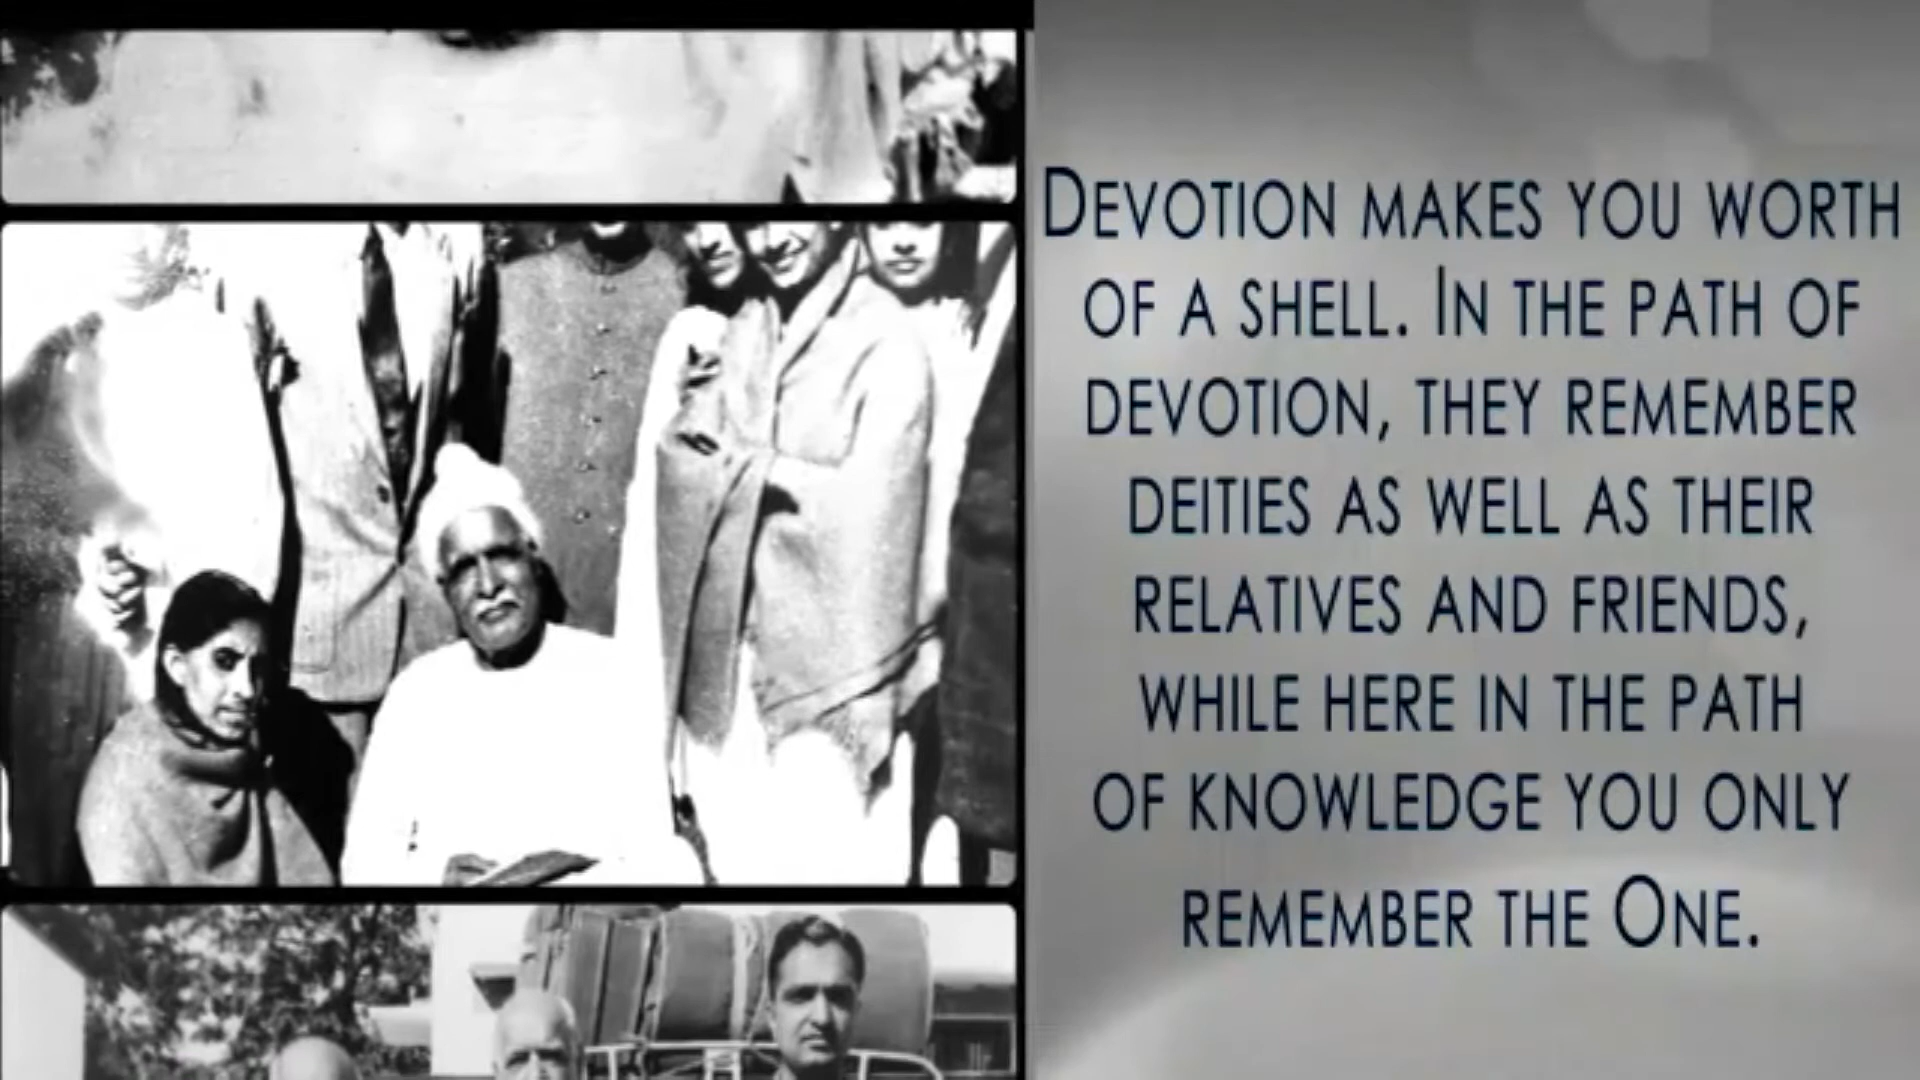 DEVOTION MAKES YOU WORTH
OF A SHELL. IN THE PATH OF
DEVOTION, THEY REMEMBER
DEITIES AS WELL AS THEIR
RELATIVES AND FRIENDS,
WHILE HERE IN THE PATH
OF KNOWLEDGE YOU ONLY
REMEMBER THE ONE.